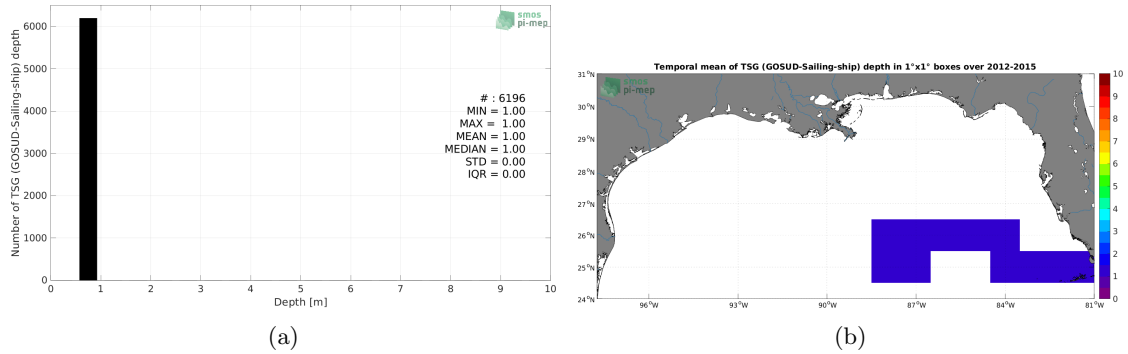 6000
5000
4000
3000
2000
1000
0
Number of TSG (GOSUD-Sailing-ship) depth
0 1 2 3 4 5 6 7 8 9 10
Depth [m]
smos
pi-mep
# : 6196
MIN = 1.00
MAX = 1.00
MEAN = 1.00
MEDIAN = 1.00
STD = 0.00
IQR = 0.00
(a)
Temporal mean of TSG (GOSUD-Sailing-ship) depth in 1°x1° boxes over 2012-2015
smos
pi-mep
31°N
30°N
29°N
28°N
27°N
26°N
25°N
24°N
96°W 93°W 90°W 87°W 84°W 81°W
10
9
8
7
6
5
4
3
2
1
0
(b)